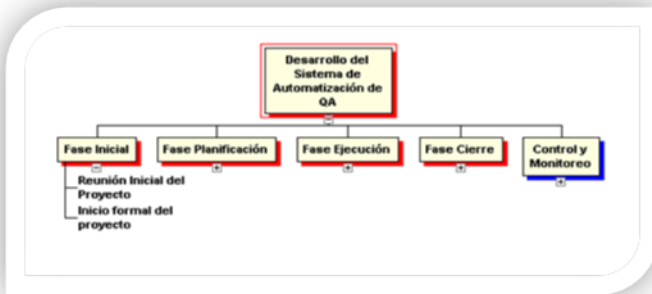 Desarrollo del
Sistema de
Automatización de
QA
Fase Inicial
Fase Planificación
Fase Ejecución
Fase Cierre
Control y
Monitoreo
Reunión Inicial del
Proyecto
Inicio formal del
proyecto